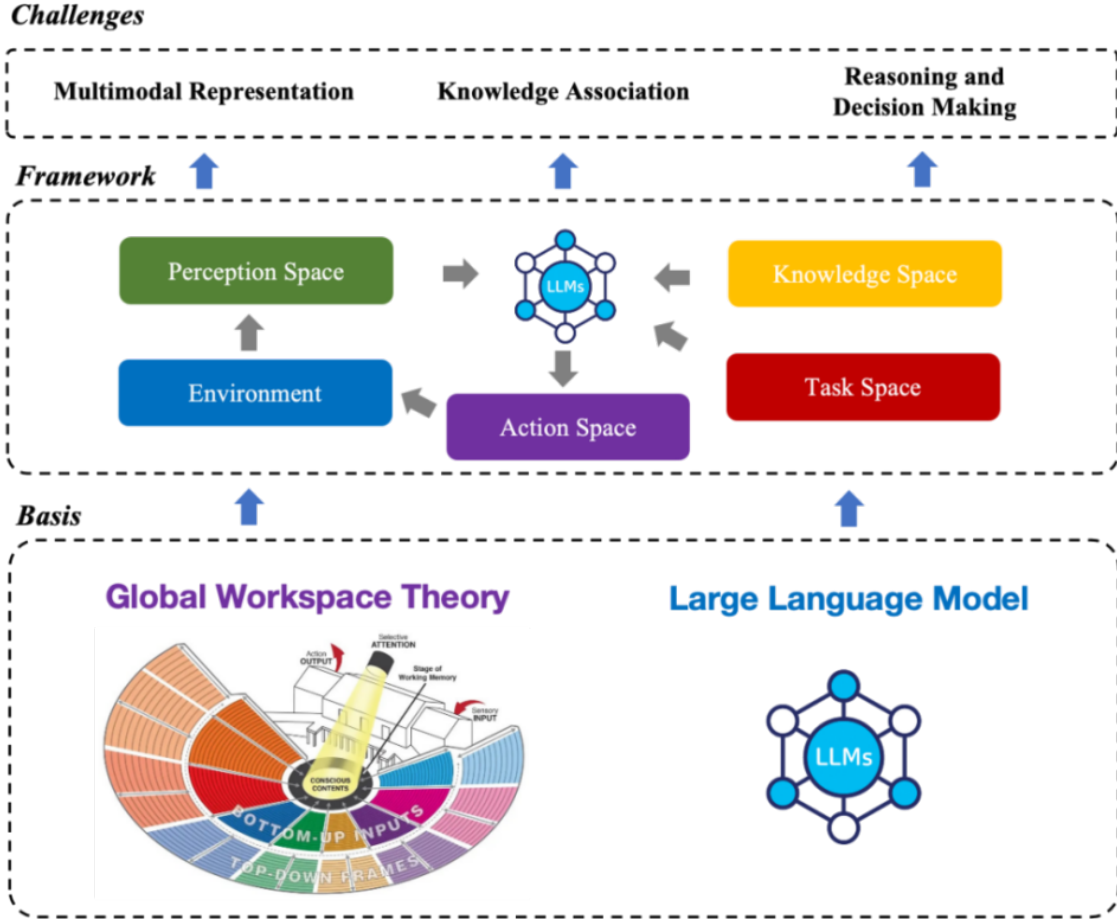 Challenges
Multimodal Representation
Knowledge Association
Reasoning and
Decision Making
Framework
Perception Space
LLMs
Knowledge Space
Environment
Action Space
Task Space
Basis
Global Workspace Theory
Large Language Model
Selective
ATTENTION
Action
OUTPUT
Stage of
Working Memory
Sensory
INPUT
CONSCIOUS
CONTENTS
BOTTOM-UP INPUTS
TOP-DOWN FRAMES
LLMs